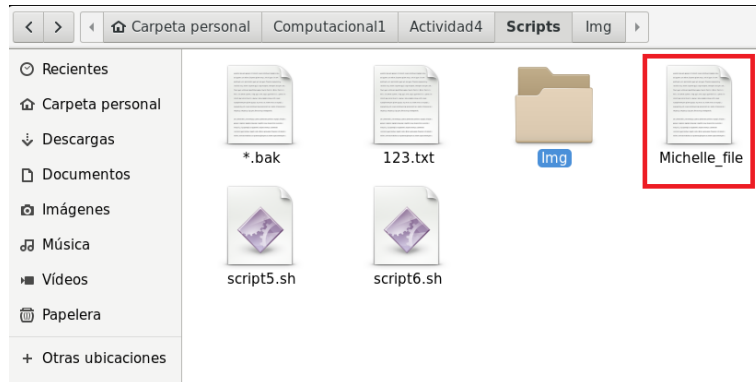 Carpeta personal Computacional1 Actividad4 Scripts Img
Recientes
Carpeta personal
Descargas
Documentos
Imágenes
Música
Vídeos
Papelera
+ Otras ubicaciones
*.bak 123.txt Img Michelle_file
script5.sh script6.sh